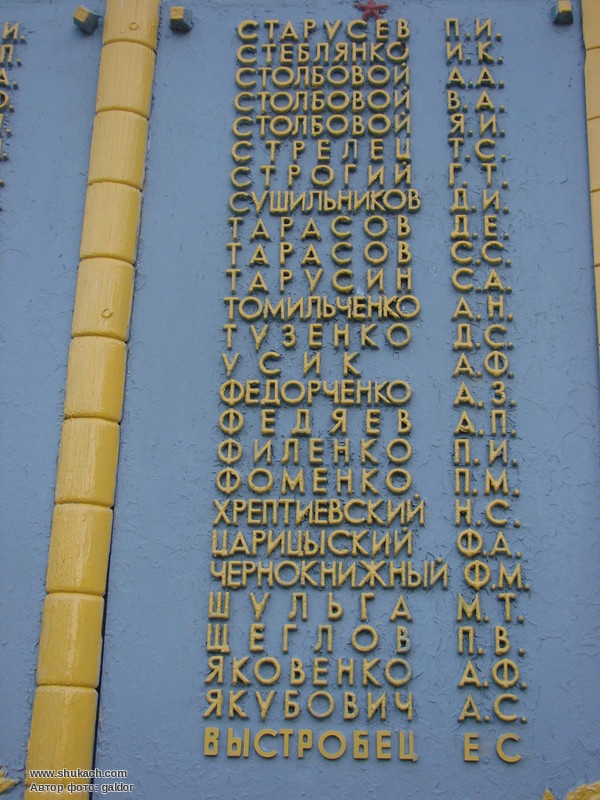 СТАРУСЕВ П.И.
СТЕБЛЯНКО И.К.
СТОЛБОВОЙ А.А.
СТОЛБОВОЙ В.А.
СТОЛБОВОЙ Я.И.
СТРЕЛЕЦ Т.С.
СТРОГИЙ Г.Т.
СУШИЛЬНИКОВ Д.И.
ТАРАСОВ Д.Е.
ТАРАСОВ С.С.
ТАРУСИН С.А.
ТОМИЛЬЧЕНКО А.Н.
ТУЗЕНКО Д.С.
УСИК А.Ф.
ФЕДОРЧЕНКО А.З.
ФЕДЯЕВ А.П.
ФИЛЕНКО П.И.
ФОМЕНКО П.М.
ХРЕПТИЕВСКИЙ Н.С.
ЦАРИЦЫСКИЙ Ф.А.
ЧЕРНОКНИЖНЫЙ Ф.М.
ШУЛЬГА М.Т.
ЩЕГЛОВ П.В.
ЯКОВЕНКО А.Ф.
ЯКУБОВИЧ А.С.
ВЫСТРОБЕЦ Е С
www.shukach.com
Автор фото: galdor